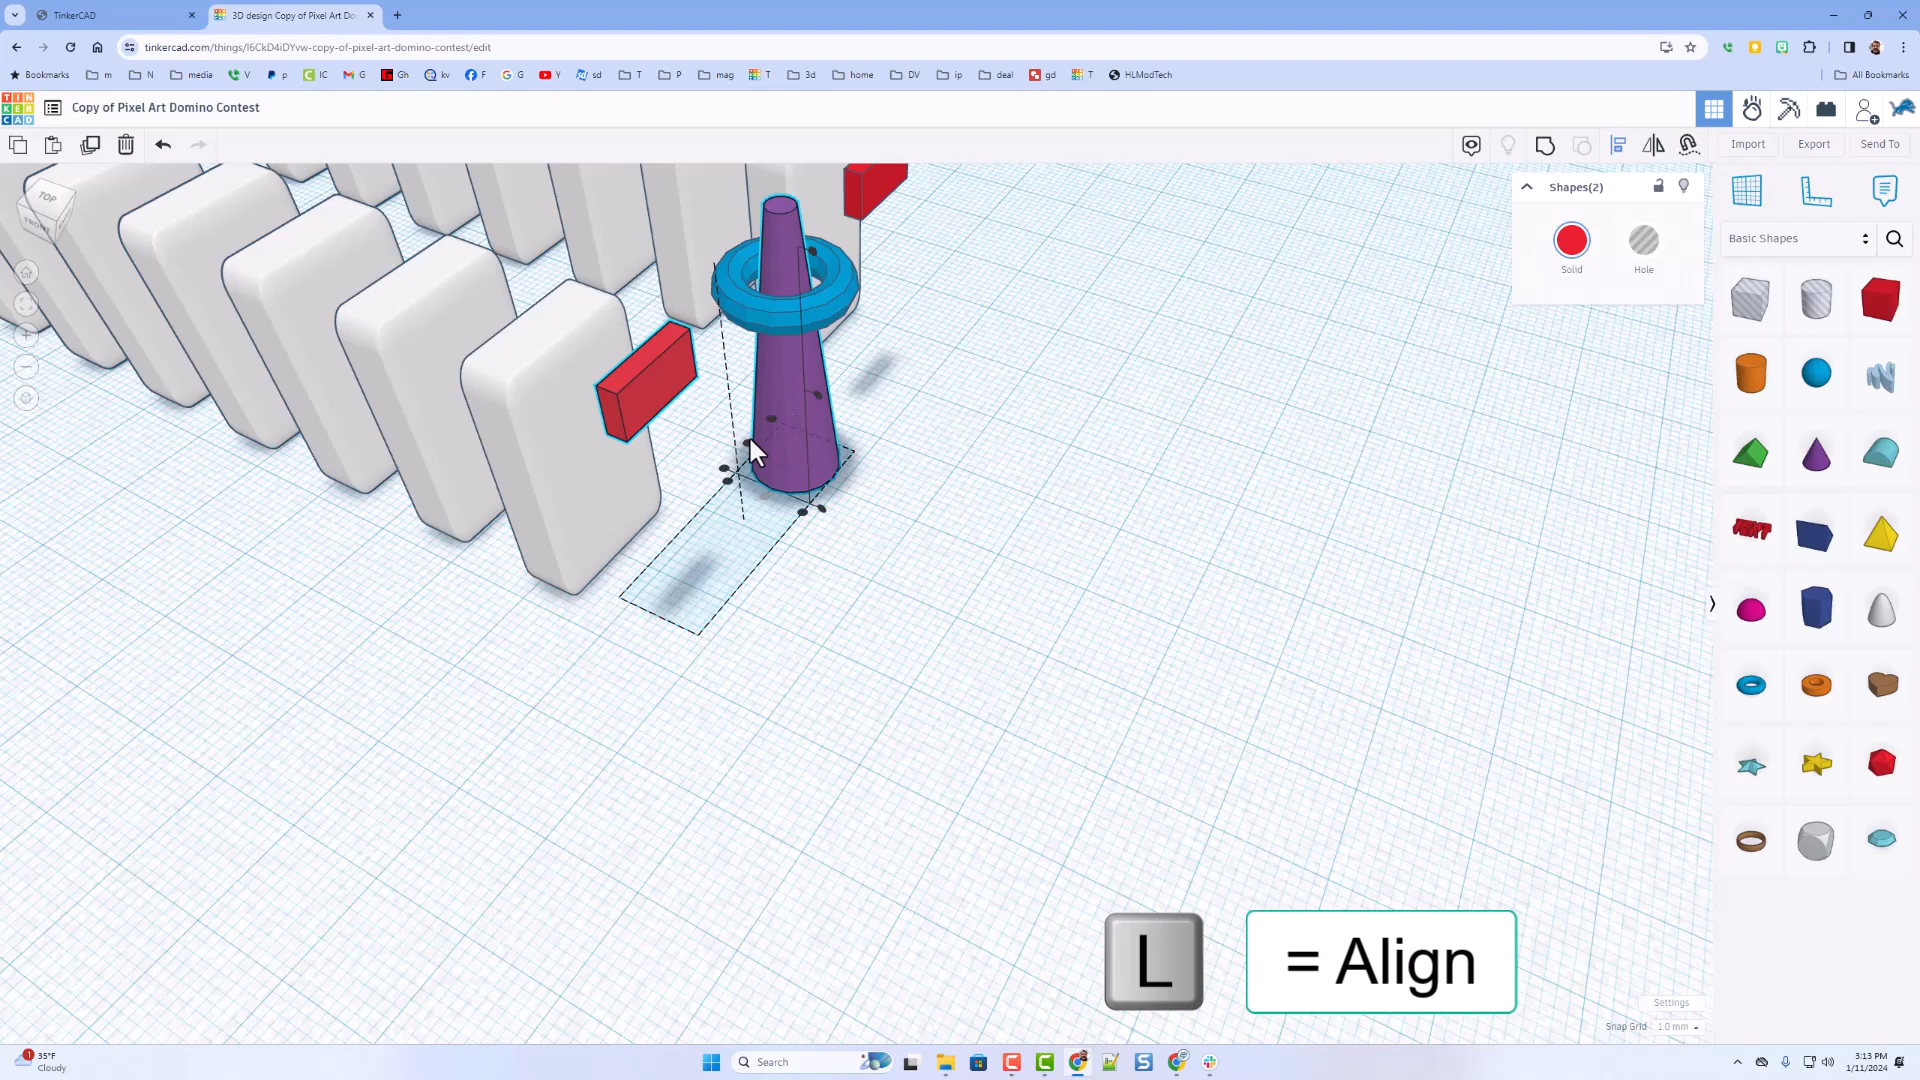 TinkerCAD
3D design Copy of Pixel Art Do
tinkercad.com/things/l6CkD4iDYvw-copy-of-pixel-art-domino-contest/edit
Bookmarks m N media V p IC G Gh kv F G Y sd T P mag T 3d home DV ip deal gd T HLModTech All Bookmarks
TIN
KER
CAD
Copy of Pixel Art Domino Contest
Import Export Send To
TOP
FRONT
Shapes(2)
Solid Hole
Basic Shapes
TEXT
L = Align
Settings
Snap Grid 1.0 mm
1
35°F
Cloudy
Search
3:13 PM
1/11/2024